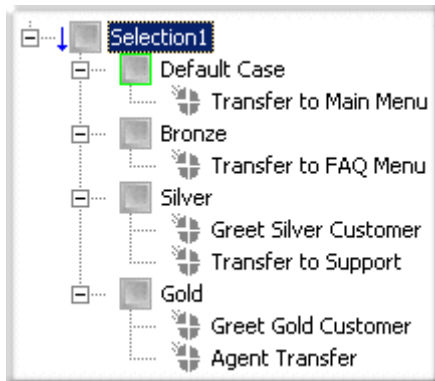 Selection1
Default Case
Transfer to Main Menu
Bronze
Transfer to FAQ Menu
Silver
Greet Silver Customer
Transfer to Support
Gold
Greet Gold Customer
Agent Transfer